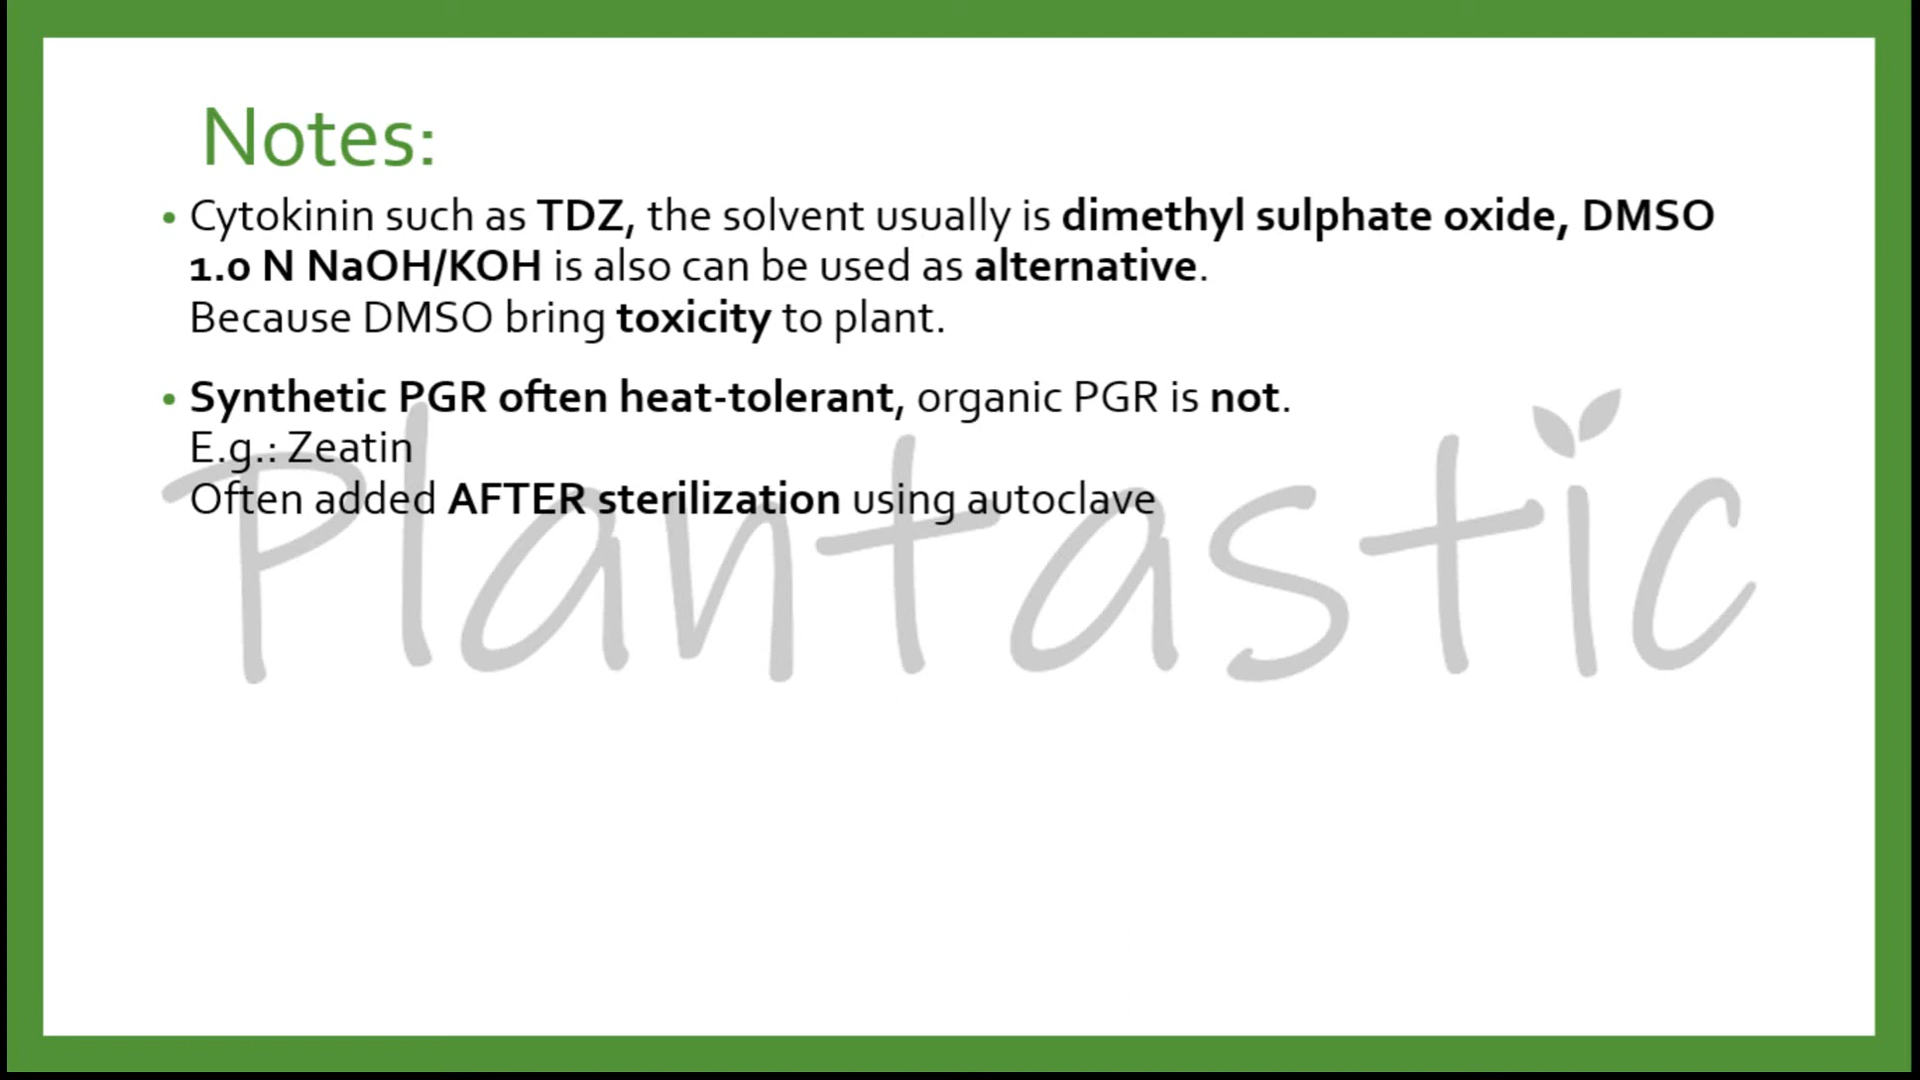 Notes:
• Cytokinin such as TDZ, the solvent usually is dimethyl sulphate oxide, DMSO
1.0 N NaOH/KOH is also can be used as alternative.
Because DMSO bring toxicity to plant.
• Synthetic PGR often heat-tolerant, organic PGR is not.
E.g.: Zeatin
Often added AFTER sterilization using autoclave
Plantastic